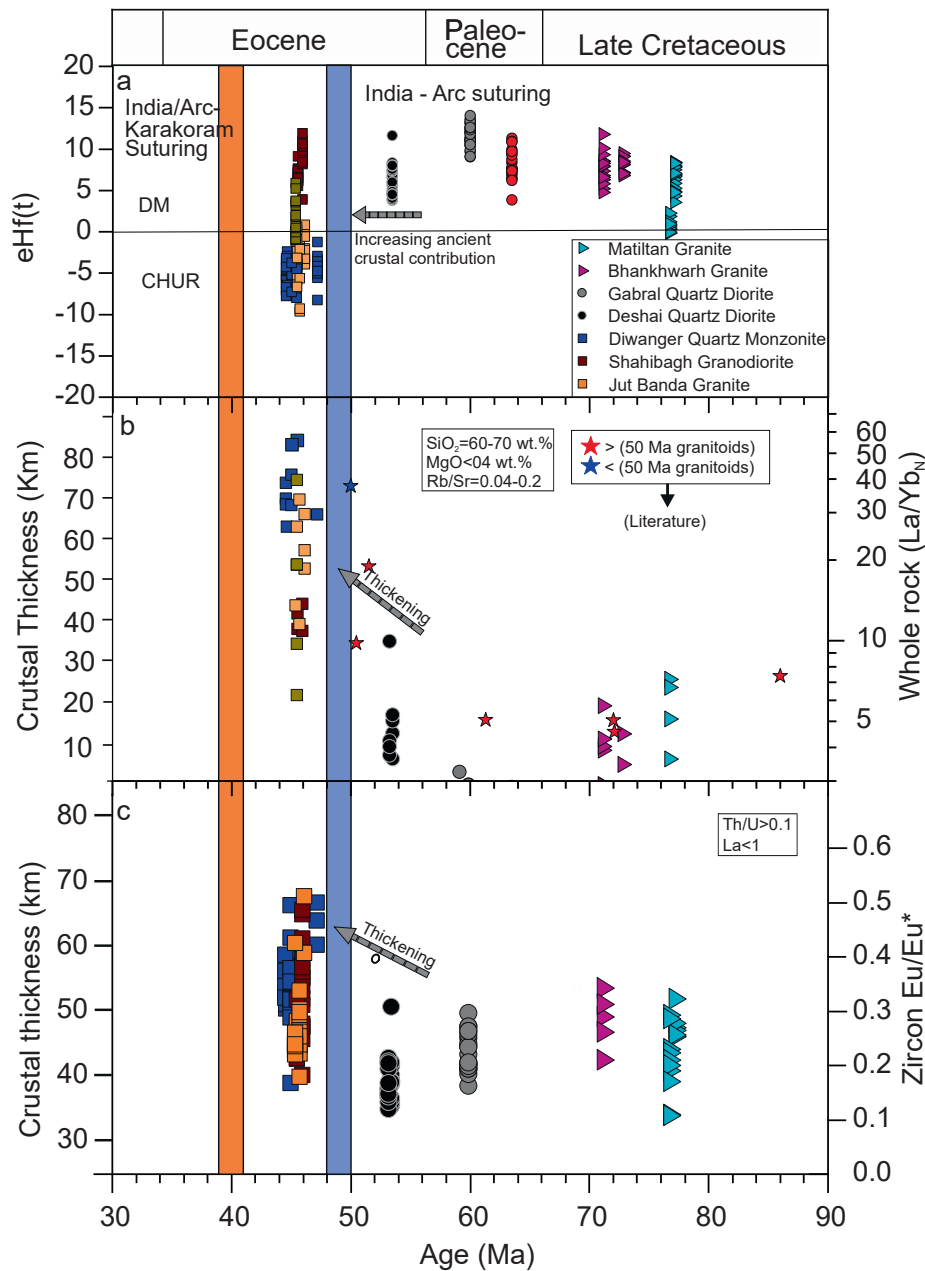 Eocene
Paleo-
cene
Late Cretaceous
a
20
15
10
5
0
-5
-10
-15
-20
eHf(t)
India/Arc-
Karakoram
Suturing
India - Arc suturing
DM
CHUR
Increasing ancient
crustal contribution
Matiltan Granite
Bhankhwarh Granite
Gabral Quartz Diorite
Deshai Quartz Diorite
Diwanger Quartz Monzonite
Shahibagh Granodiorite
Jut Banda Granite
b
80
70
60
50
40
30
20
10
Crutsal Thickness (Km)
SiO₂=60-70 wt.%
MgO<04 wt.%
Rb/Sr=0.04-0.2
> (50 Ma granitoids)
< (50 Ma granitoids)
(Literature)
Thickening
60
50
40
30
20
10
5
Whole rock (La/Yb_N)
c
80
70
60
50
40
30
Crustal thickness (km)
Th/U>0.1
La<1
Thickening
0.6
0.5
0.4
0.3
0.2
0.1
0.0
Zircon Eu/Eu*
30
40
50
60
70
80
90
Age (Ma)